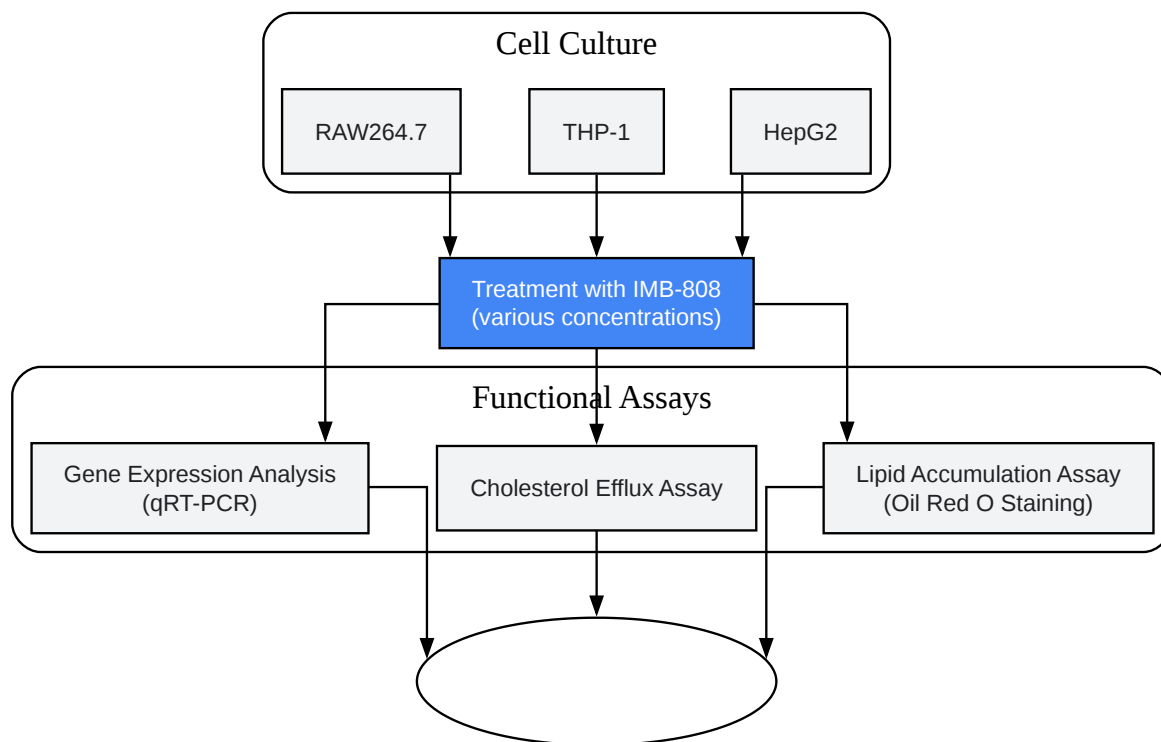 Cell Culture
RAW264.7
THP-1
HepG2
Treatment with IMB-808
(various concentrations)
Functional Assays
Gene Expression Analysis
(qRT-PCR)
Cholesterol Efflux Assay
Lipid Accumulation Assay
(Oil Red O Staining)